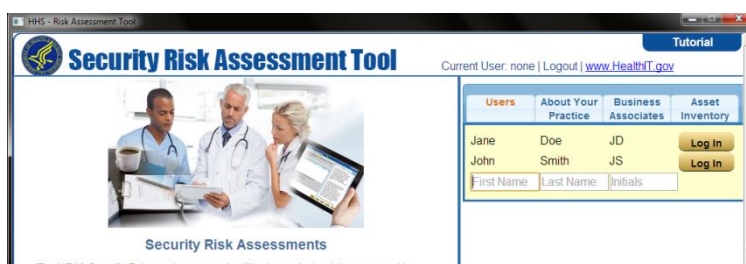 HHS - Risk Assessment Tool
Tutorial
Security Risk Assessment Tool
Current User: none | Logout | www.HealthIT.gov
Users
About Your Practice
Business Associates
Asset Inventory
Jane Doe JD Log In
John Smith JS Log In
First Name Last Name Initials
Security Risk Assessments